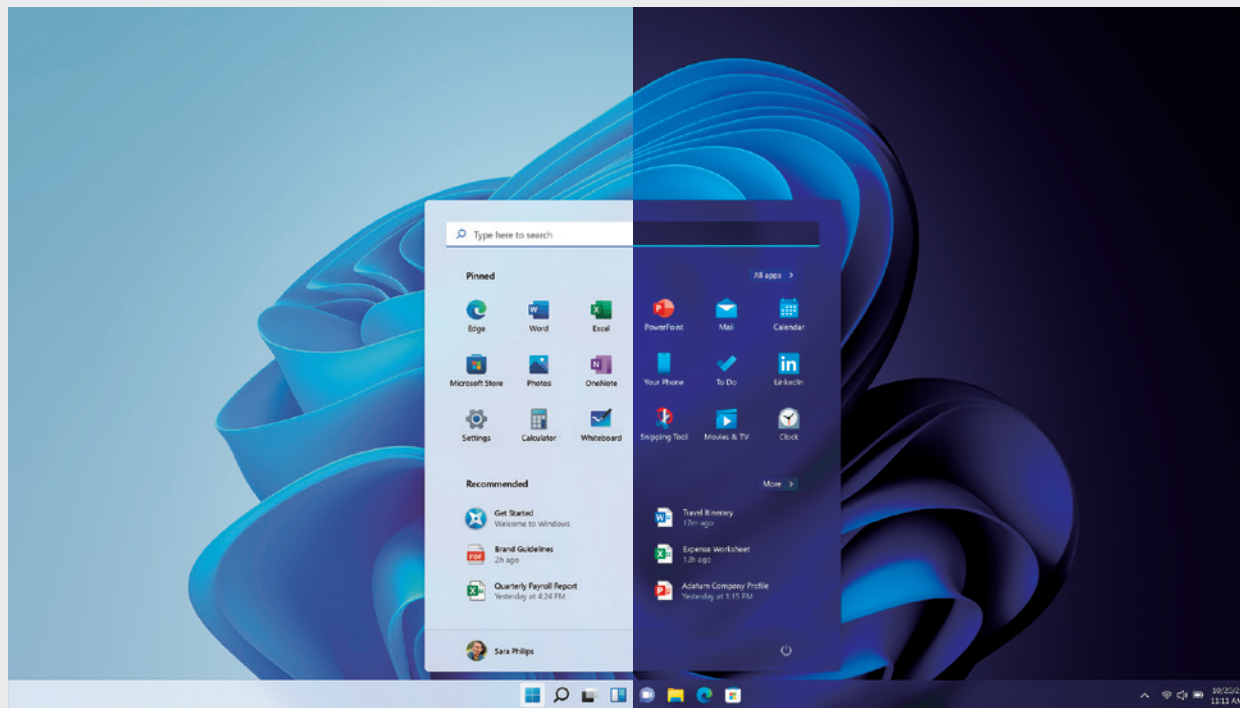 Type here to search
Pinned
All apps >
Edge
Word
Excel
PowerPoint
Mail
Calendar
Microsoft Store
Photos
OneNote
Your Phone
To Do
LinkedIn
Settings
Calculator
Whiteboard
Snipping Tool
Movies & TV
Clock
Recommended
More >
Get Started
Welcome to Windows
Travel Itinerary
17m ago
Brand Guidelines
2h ago
Expense Worksheet
12h ago
Quarterly Payroll Report
Yesterday at 4:24 PM
Adatum Company Profile
Yesterday at 1:15 PM
Sara Philips
11:11 AM